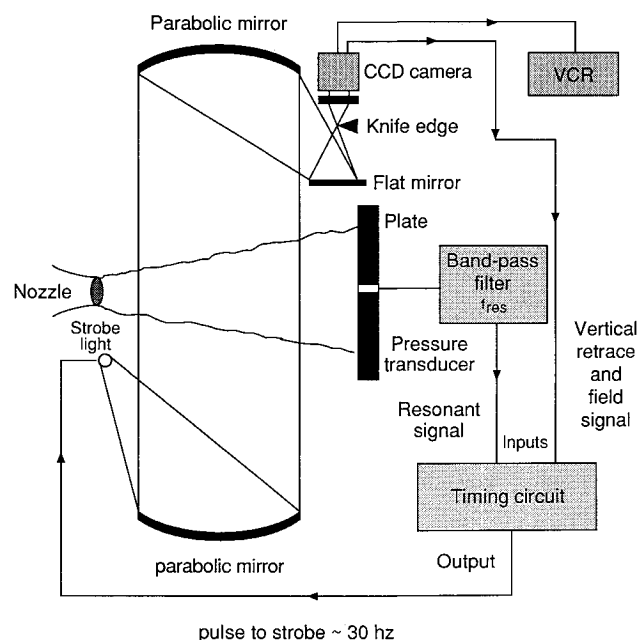 Parabolic mirror
CCD camera
VCR
Knife edge
Flat mirror
Plate
Nozzle
Band-pass
filter
fres
Strobe
light
Pressure
transducer
Vertical
retrace
and
field
signal
Resonant
signal
Inputs
Timing circuit
Output
parabolic mirror
pulse to strobe ~ 30 hz